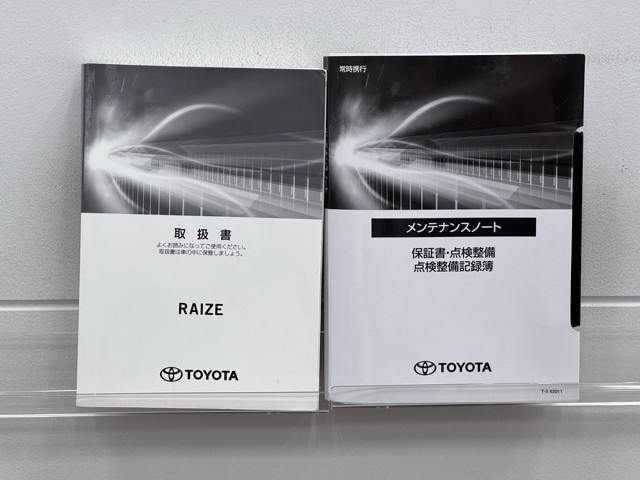 取扱書
よくお読みになってご使用ください。
取扱書は車の中に保管しましょう。
RAIZE
TOYOTA
常時携行
メンテナンスノート
保証書・点検整備
点検整備記録簿
TOYOTA
T-0 62011